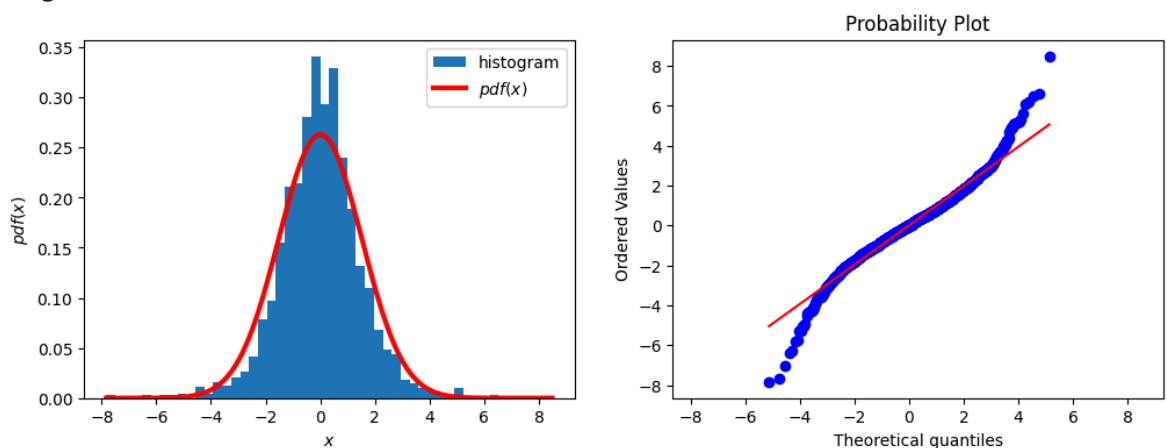 histogram
pdf(x)
0.35
0.30
0.25
0.20
0.15
0.10
0.05
0.00
pdf(x)
−8 −6 −4 −2 0 2 4 6 8
x
Probability Plot
8
6
4
2
0
−2
−4
−6
−8
Ordered Values
−8 −6 −4 −2 0 2 4 6 8
Theoretical quantiles